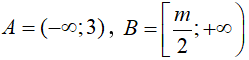 A = (−∞;3), B = [m/2;+∞)